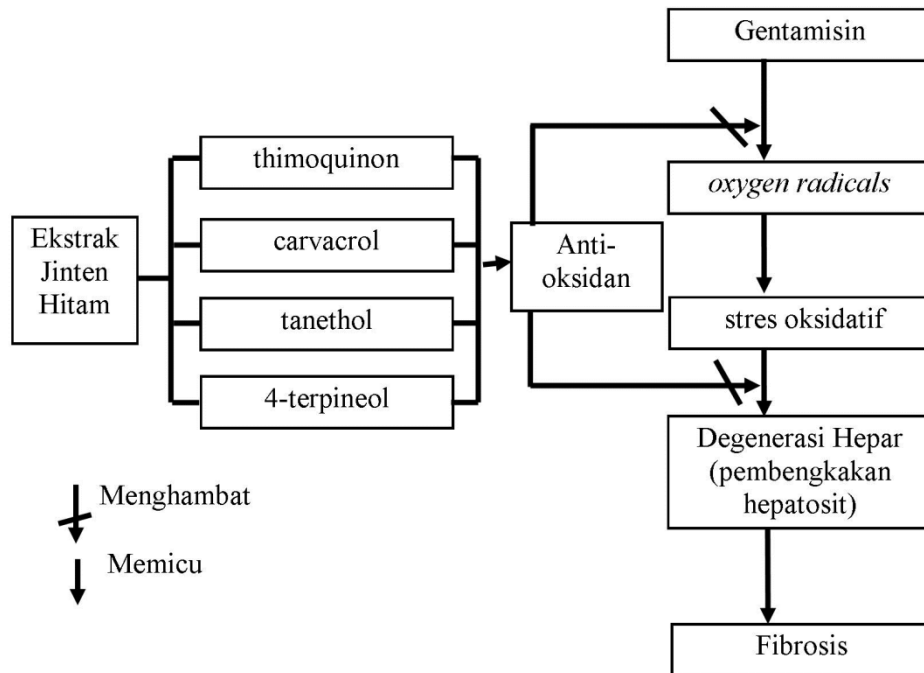 Gentamisin
thimoquinon
oxygen radicals
Ekstrak
Jinten
Hitam
carvacrol
Anti-
oksidan
tanethol
stres oksidatif
4-terpineol
Degenerasi Hepar
(pembengkakan
hepatosit)
Menghambat
Memicu
Fibrosis